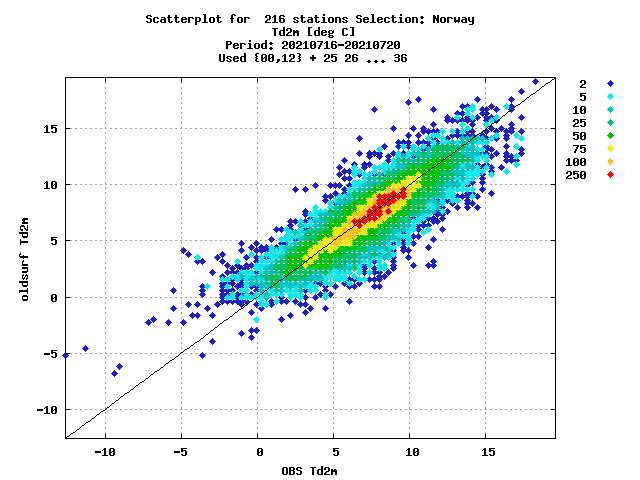 Scatterplot for 216 stations Selection: Norway
Td2m [deg C]
Period: 20210716-20210720
Used {00,12} + 25 26 ... 36
2
5
10
25
50
75
100
250
15
10
5
0
-5
-10
oldsurf Td2m
-10 -5 0 5 10 15
OBS Td2m